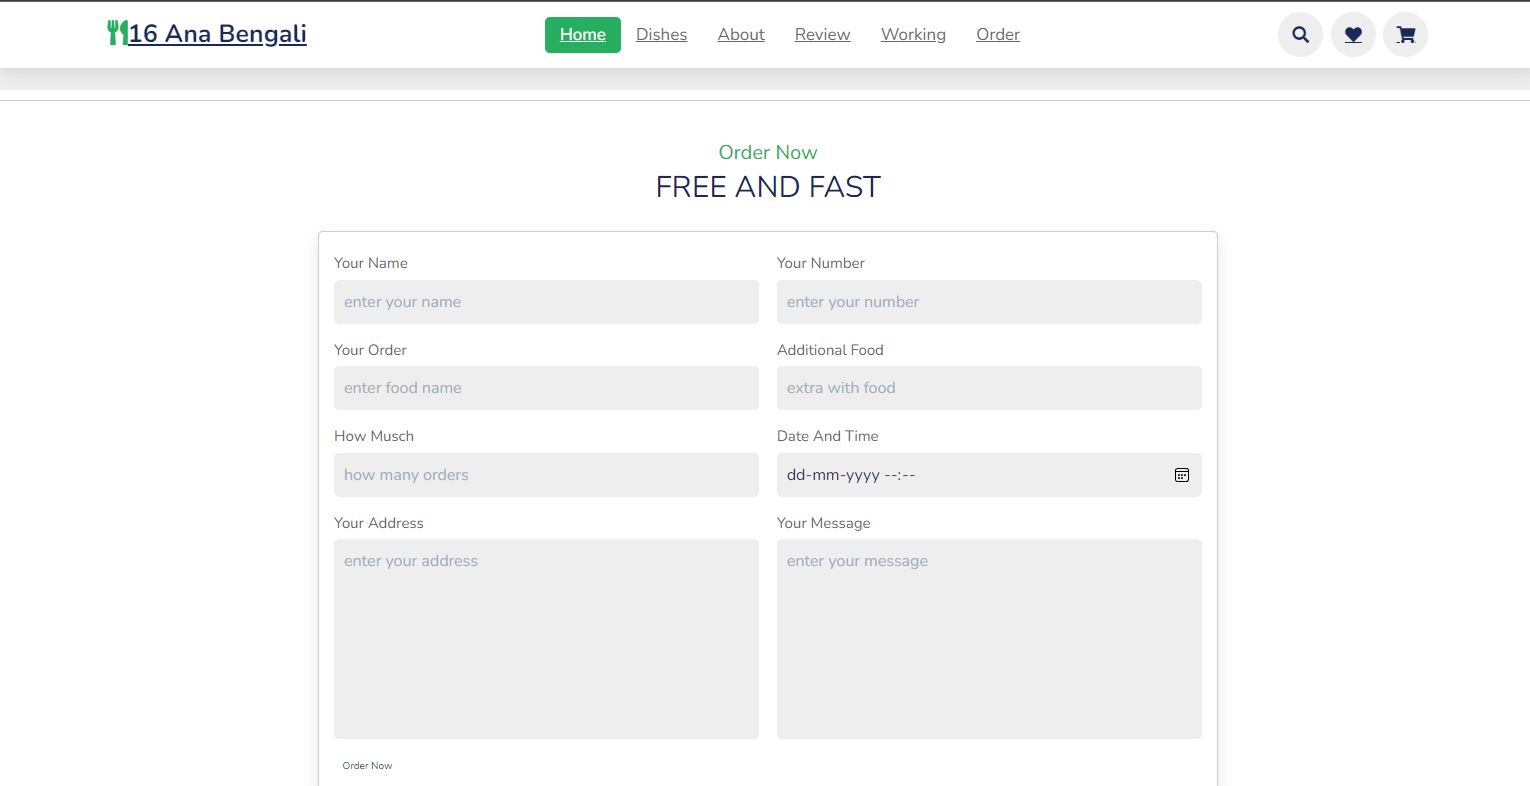 16 Ana Bengali
Home Dishes About Review Working Order
Order Now
FREE AND FAST
Your Name Your Number
enter your name enter your number
Your Order Additional Food
enter food name extra with food
How Musch Date And Time
how many orders dd-mm-yyyy --:--
Your Address Your Message
enter your address enter your message
Order Now